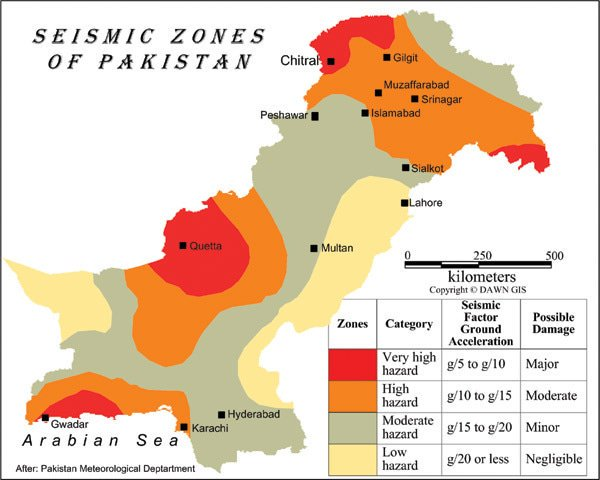 SEISMIC ZONES
OF PAKISTAN
Chitral
Gilgit
Muzaffarabad
Srinagar
Peshawar
Islamabad
Sialkot
Lahore
Quetta
Multan
0 250 500
kilometers
Copyright © DAWN GIS
Zones Category Seismic Factor Ground Acceleration Possible Damage
Very high hazard g/5 to g/10 Major
High hazard g/10 to g/15 Moderate
Moderate hazard g/15 to g/20 Minor
Low hazard g/20 or less Negligible
Hyderabad
Gwadar
Karachi
Arabian Sea
After: Pakistan Meteorological Deptartment